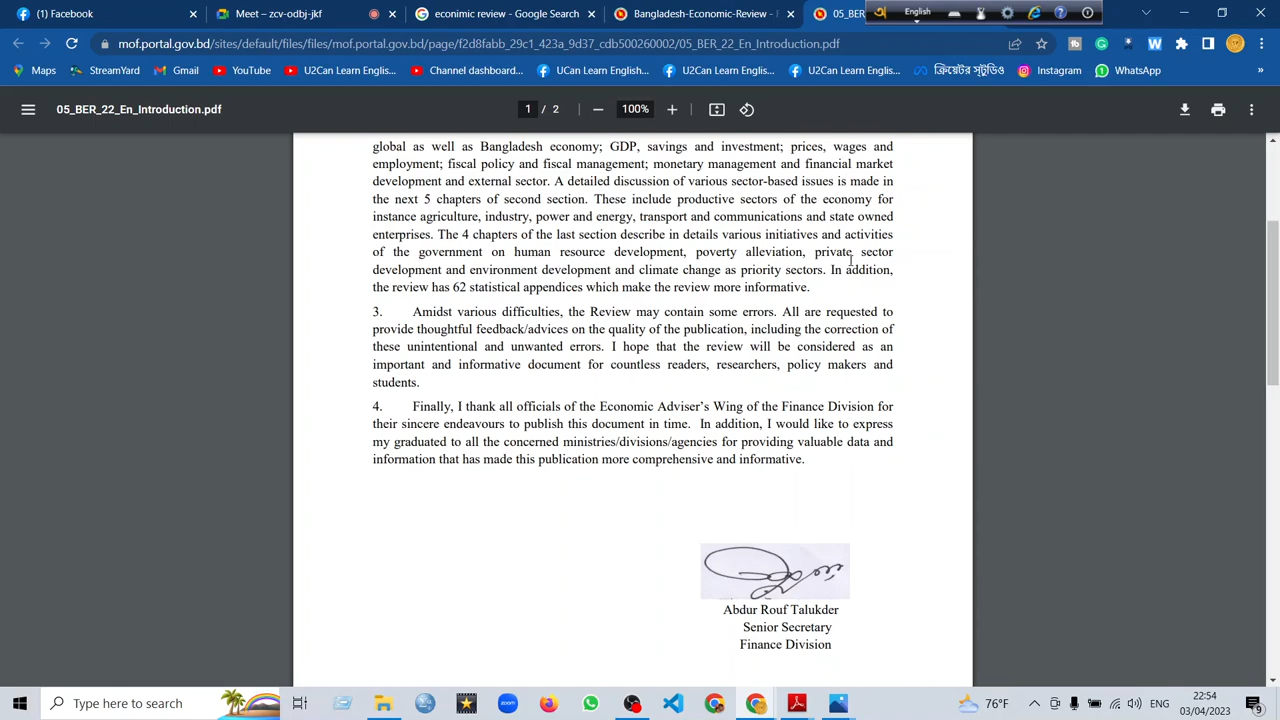 (1) Facebook
Meet – zcv-odbj-jkf
econimic review - Google Search
Bangladesh-Economic-Review - I
05_BE
English
mof.portal.gov.bd/sites/default/files/files/mof.portal.gov.bd/page/f2d8fabb_29c1_423a_9d37_cdb500260002/05_BER_22_En_Introduction.pdf
Maps
StreamYard
Gmail
YouTube
U2Can Learn Englis...
Channel dashboard...
UCan Learn English...
U2Can Learn Englis...
U2Can Learn Englis...
ক্রিয়েটর স্টুডিও
Instagram
WhatsApp
»
05_BER_22_En_Introduction.pdf
1 / 2
100%
global as well as Bangladesh economy; GDP, savings and investment; prices, wages and
employment; fiscal policy and fiscal management; monetary management and financial market
development and external sector. A detailed discussion of various sector-based issues is made in
the next 5 chapters of second section. These include productive sectors of the economy for
instance agriculture, industry, power and energy, transport and communications and state owned
enterprises. The 4 chapters of the last section describe in details various initiatives and activities
of the government on human resource development, poverty alleviation, private sector
development and environment development and climate change as priority sectors. In addition,
the review has 62 statistical appendices which make the review more informative.
3. Amidst various difficulties, the Review may contain some errors. All are requested to
provide thoughtful feedback/advices on the quality of the publication, including the correction of
these unintentional and unwanted errors. I hope that the review will be considered as an
important and informative document for countless readers, researchers, policy makers and
students.
4. Finally, I thank all officials of the Economic Adviser's Wing of the Finance Division for
their sincere endeavours to publish this document in time. In addition, I would like to express
my graduated to all the concerned ministries/divisions/agencies for providing valuable data and
information that has made this publication more comprehensive and informative.
Abdur Rouf Talukder
Senior Secretary
Finance Division
Type here to search
76°F
ENG
22:54
03/04/2023
9